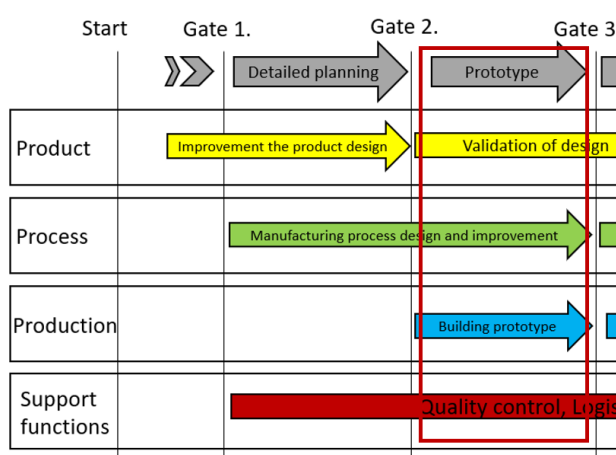 Start
Gate 1.
Gate 2.
Gate 3
Detailed planning
Prototype
Product
Improvement the product design
Validation of design
Process
Manufacturing process design and improvement
Production
Building prototype
Support
functions
Quality control, Logis